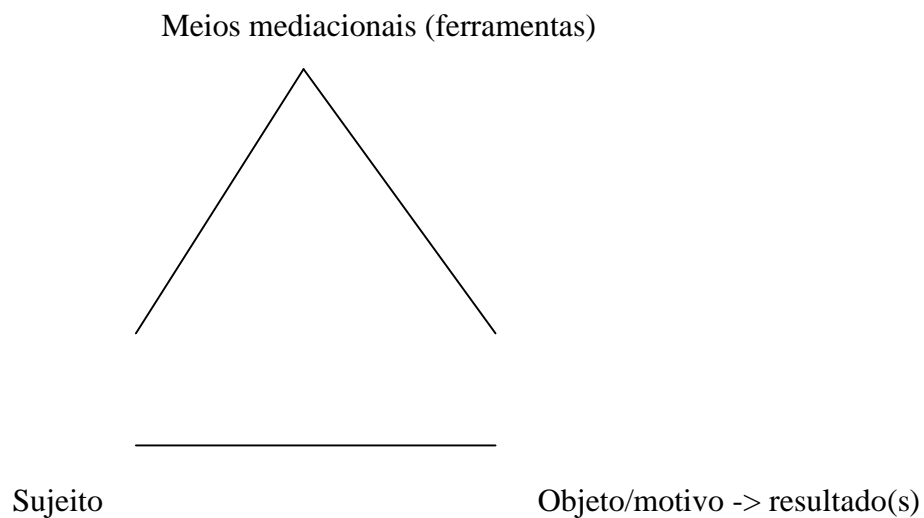 Meios mediacionais (ferramentas)
Sujeito
Objeto/motivo -> resultado(s)